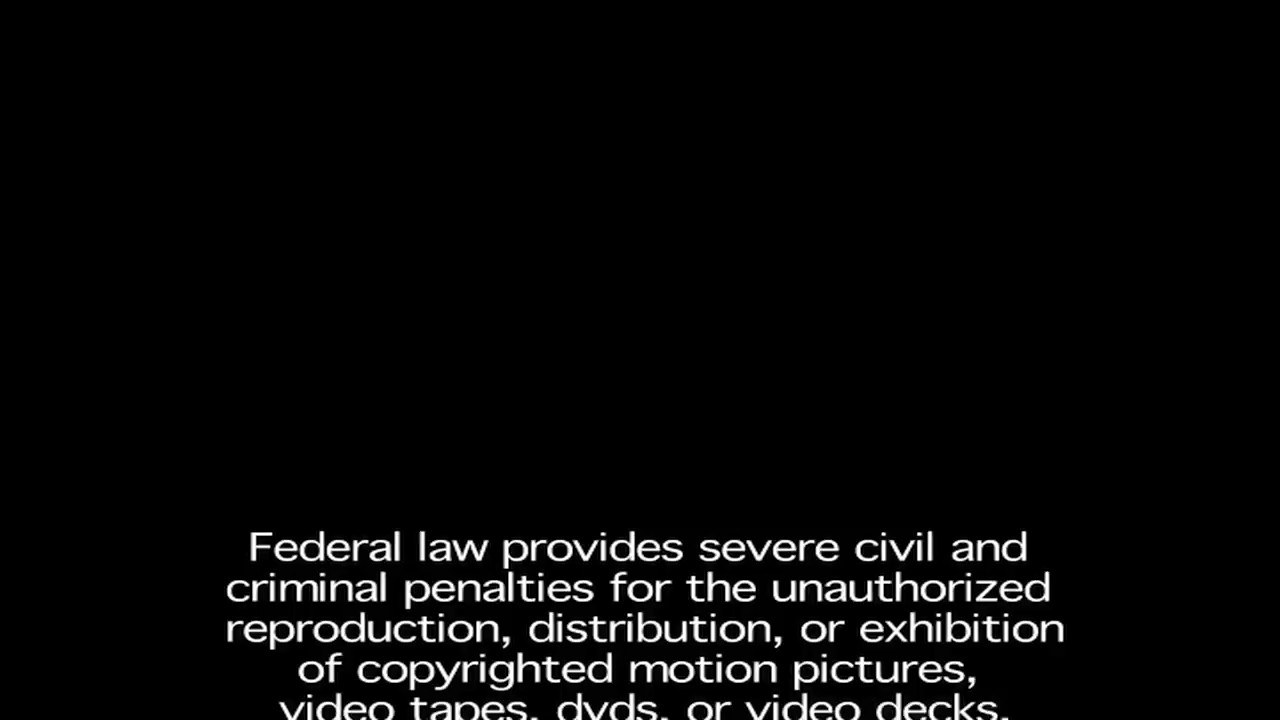 Federal law provides severe civil and
criminal penalties for the unauthorized
reproduction, distribution, or exhibition
of copyrighted motion pictures,
video tapes, dvds, or video decks.